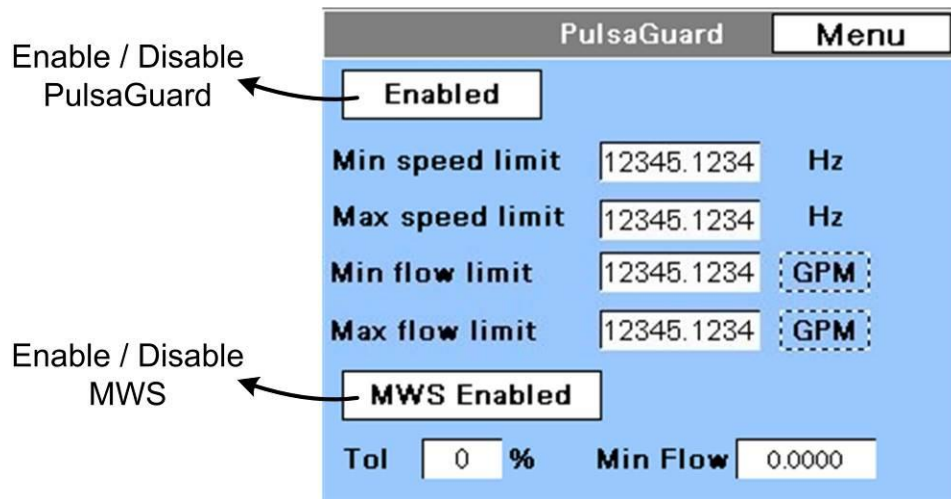 PulsaGuard Menu
Enable / Disable
PulsaGuard
Enabled
Min speed limit 12345.1234 Hz
Max speed limit 12345.1234 Hz
Min flow limit 12345.1234 GPM
Max flow limit 12345.1234 GPM
Enable / Disable
MWS
MWS Enabled
Tol 0 % Min Flow 0.0000